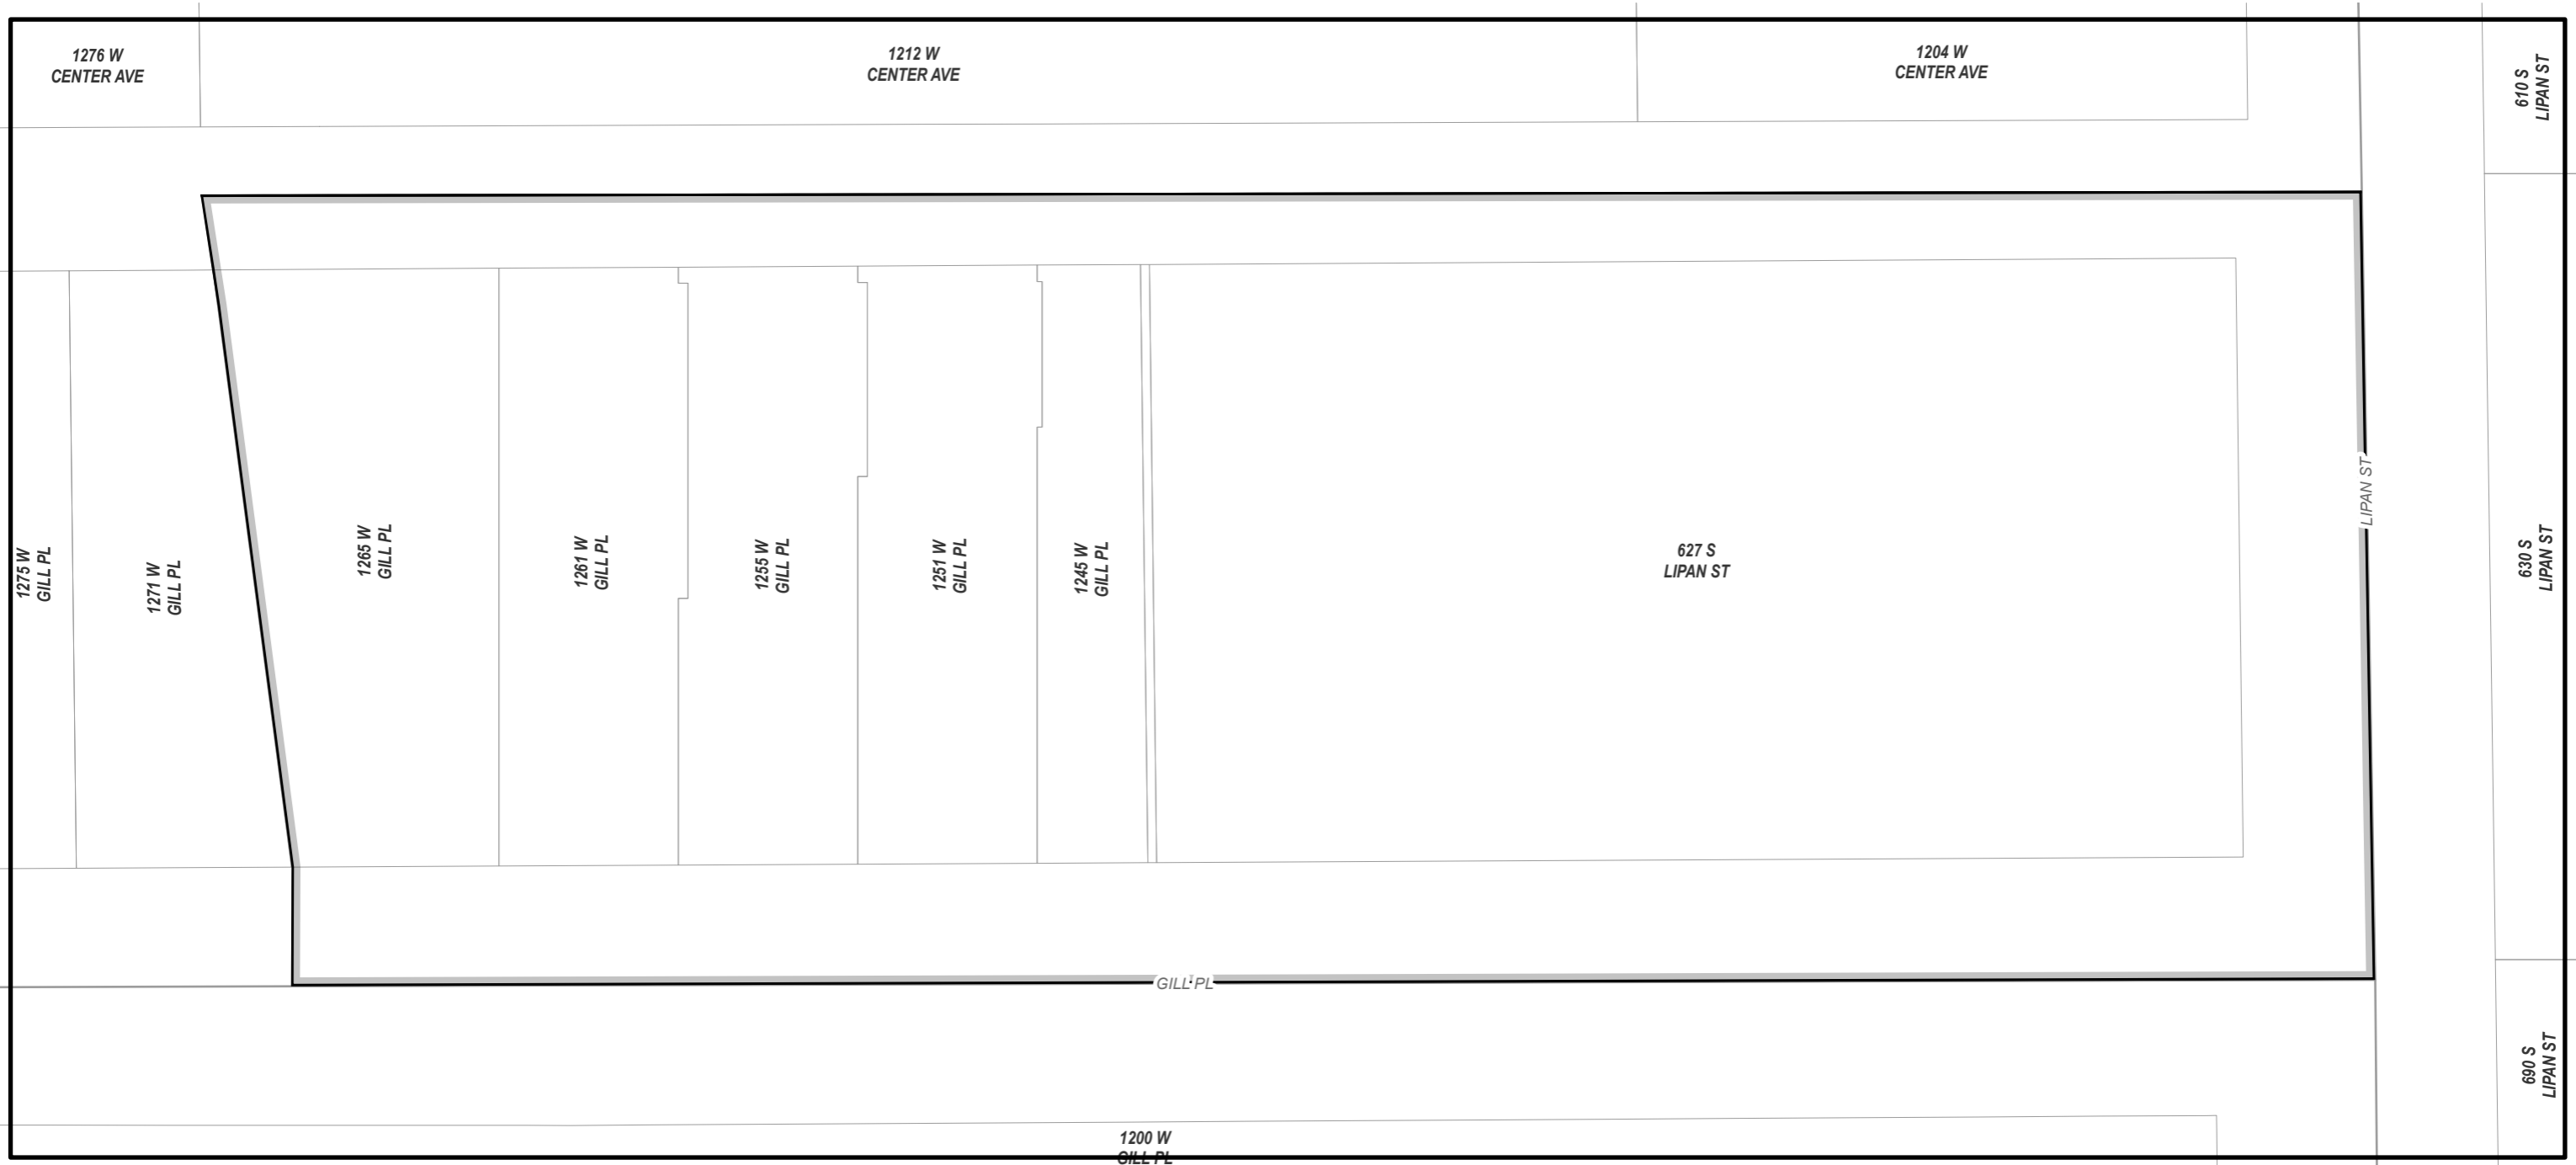 1276 W
CENTER AVE
1212 W
CENTER AVE
1204 W
CENTER AVE
610 S
LIPAN ST
1275 W
GILL PL
1271 W
GILL PL
1265 W
GILL PL
1261 W
GILL PL
1255 W
GILL PL
1251 W
GILL PL
1245 W
GILL PL
627 S
LIPAN ST
LIPAN ST
630 S
LIPAN ST
GILL PL
690 S
LIPAN ST
1200 W
GILL PL